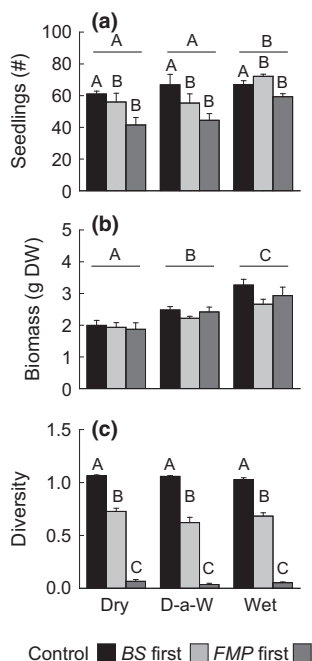 (a)
Seedlings (#)
100
80
60
40
20
0
A
A
B
A B B
A B B
A B B
(b)
Biomass (g DW)
5
4
3
2
1
0
A
B
C
(c)
Diversity
1.5
1.0
0.5
0.0
A B C
A B C
A B C
Dry D-a-W Wet
Control BS first FMP first